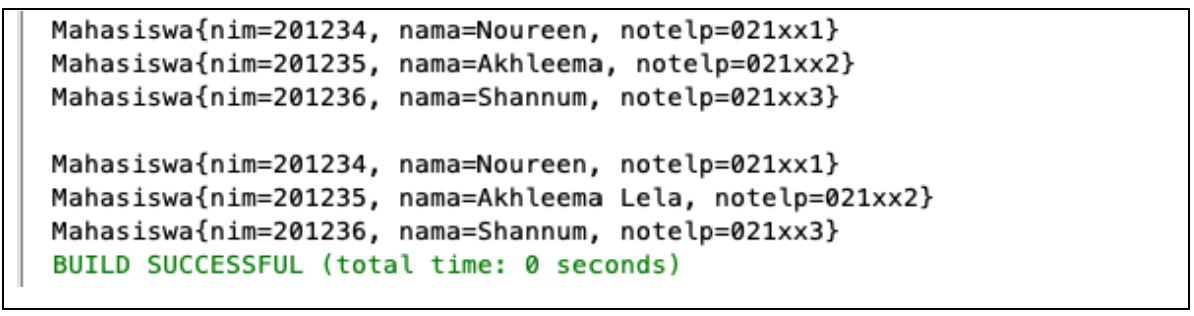 Mahasiswa{nim=201234, nama=Noureen, notelp=021xx1}
Mahasiswa{nim=201235, nama=Akhleema, notelp=021xx2}
Mahasiswa{nim=201236, nama=Shannum, notelp=021xx3}
Mahasiswa{nim=201234, nama=Noureen, notelp=021xx1}
Mahasiswa{nim=201235, nama=Akhleema Lela, notelp=021xx2}
Mahasiswa{nim=201236, nama=Shannum, notelp=021xx3}
BUILD SUCCESSFUL (total time: 0 seconds)